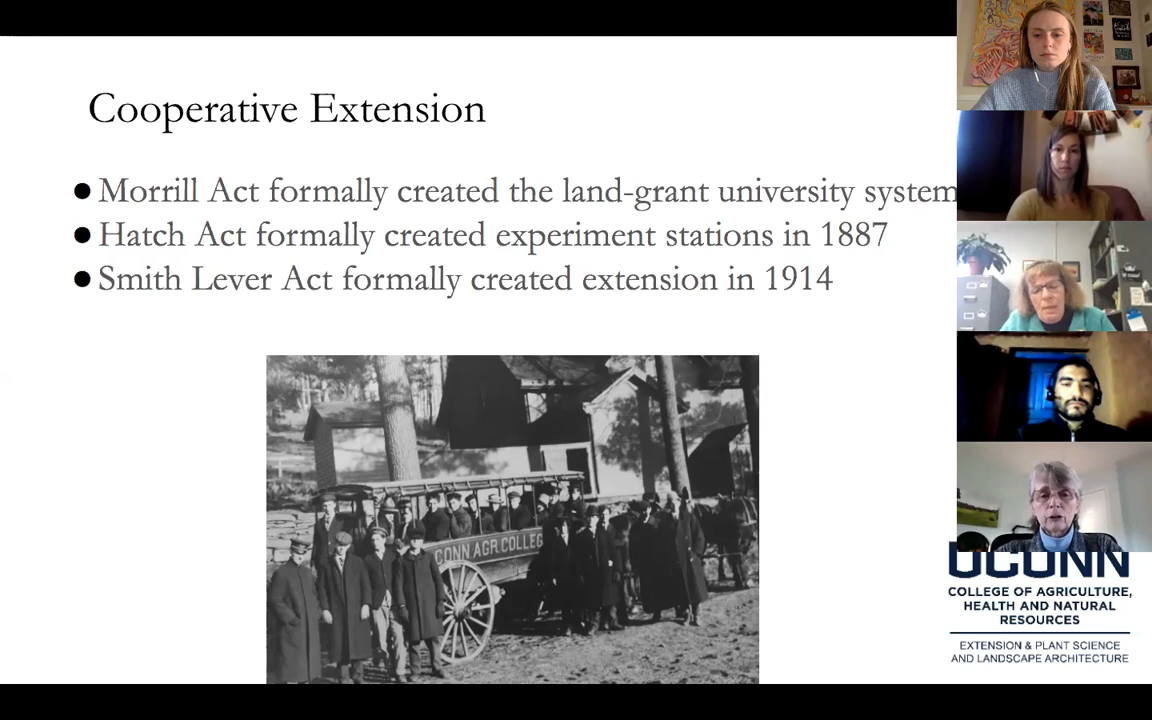 Cooperative Extension
● Morrill Act formally created the land-grant university system
● Hatch Act formally created experiment stations in 1887
● Smith Lever Act formally created extension in 1914
CONN. AGR. COLLEG
UCONN
COLLEGE OF AGRICULTURE,
HEALTH AND NATURAL
RESOURCES
EXTENSION & PLANT SCIENCE
AND LANDSCAPE ARCHITECTURE